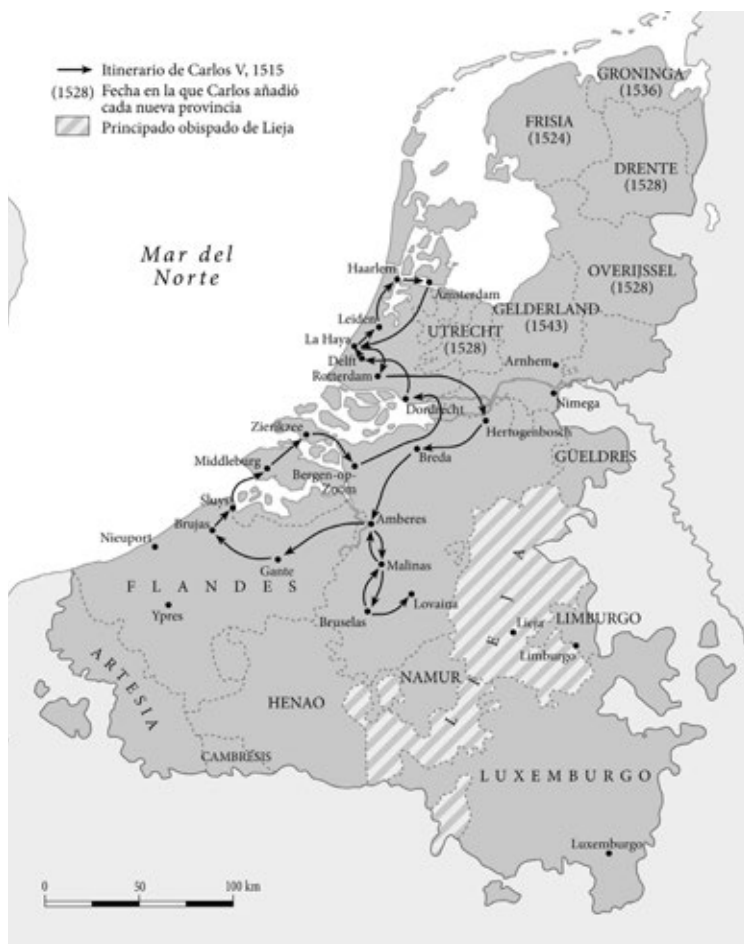 Itinerario de Carlos V, 1515
(1528) Fecha en la que Carlos añadió
cada nueva provincia
Principado obispado de Lieja
GRONINGA
(1536)
FRISIA
(1524)
DRENTE
(1528)
Mar del
Norte
Haarlem
Amsterdam
OVERIJSSEL
(1528)
GELDERLAND
(1543)
Leiden
UTRECHT
(1528)
La Haya
Delft
Arnhem
Rotterdam
Nimega
Dordrecht
Hertogenbosch
Zierikzee
Breda
GÜELDRES
Middleburg
Bergen-op-
Zoom
Sluys
Brujas
Amberes
Nieuport
Gante
Malinas
FLANDES
Lovaina
Ypres
Bruselas
LIEJA
Lieja
LIMBURGO
Limburgo
ARTESIA
NAMUR
HENAO
CAMBRÉSIS
LUXEMBURGO
Luxemburgo
0 50 100 km